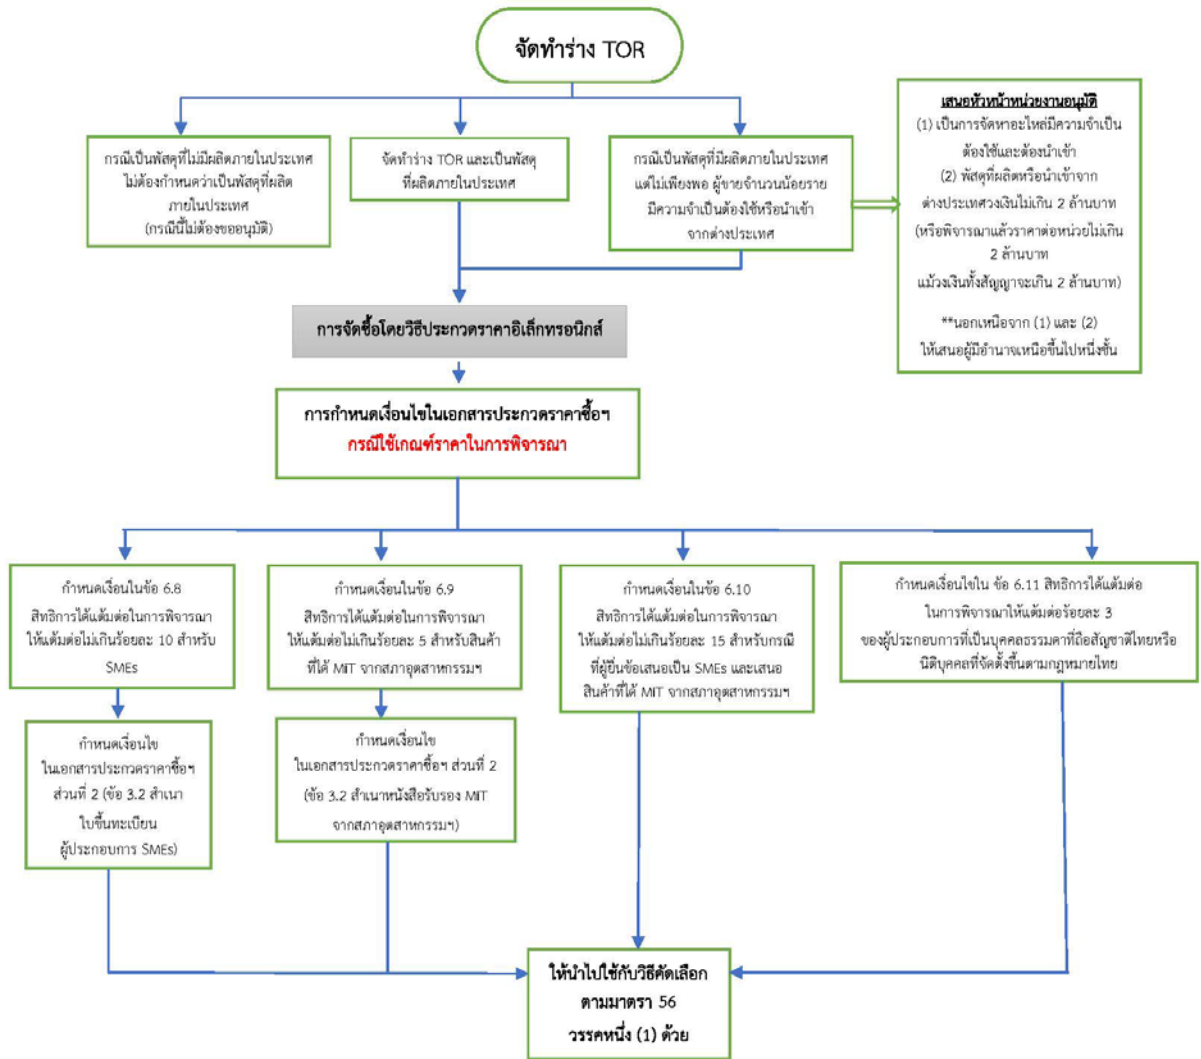 จัดทำร่าง TOR
กรณีเป็นพัสดุที่ไม่มีผลิตภายในประเทศ
ไม่ต้องกำหนดว่าเป็นพัสดุที่ผลิต
ภายในประเทศ
(กรณีนี้ไม่ต้องขออนุมัติ)
จัดทำร่าง TOR และเป็นพัสดุ
ที่ผลิตภายในประเทศ
กรณีเป็นพัสดุที่มีผลิตภายในประเทศ
แต่ไม่เพียงพอ ผู้ขายจำนวนน้อยราย
มีความจำเป็นต้องใช้หรือนำเข้า
จากต่างประเทศ
เสนอหัวหน้าหน่วยงานอนุมัติ
(1) เป็นการจัดหาอะไหล่มีความจำเป็น
ต้องใช้และต้องนำเข้า
(2) พัสดุที่ผลิตหรือนำเข้าจาก
ต่างประเทศวงเงินไม่เกิน 2 ล้านบาท
(หรือพิจารณาแล้วราคาต่อหน่วยไม่เกิน
2 ล้านบาท
แม้วงเงินทั้งสัญญาจะเกิน 2 ล้านบาท)
**นอกเหนือจาก (1) และ (2)
ให้เสนอผู้มีอำนาจเหนือขึ้นไปหนึ่งชั้น
การจัดซื้อโดยวิธีประกวดราคาอิเล็กทรอนิกส์
การกำหนดเงื่อนไขในเอกสารประกวดราคาซื้อฯ
กรณีใช้เกณฑ์ราคาในการพิจารณา
กำหนดเงื่อนในข้อ 6.8
สิทธิการได้แต้มต่อในการพิจารณา
ให้แต้มต่อไม่เกินร้อยละ 10 สำหรับ
SMEs
กำหนดเงื่อนในข้อ 6.9
สิทธิการได้แต้มต่อในการพิจารณา
ให้แต้มต่อไม่เกินร้อยละ 5 สำหรับสินค้า
ที่ได้ MiT จากสภาอุตสาหกรรมฯ
กำหนดเงื่อนในข้อ 6.10
สิทธิการได้แต้มต่อในการพิจารณา
ให้แต้มต่อไม่เกินร้อยละ 15 สำหรับกรณี
ที่ผู้ยื่นข้อเสนอเป็น SMEs และเสนอ
สินค้าที่ได้ MIT จากสภาอุตสาหกรรมฯ
กำหนดเงื่อนไขใน ข้อ 6.11 สิทธิการได้แต้มต่อ
ในการพิจารณาให้แต้มต่อร้อยละ 3
ของผู้ประกอบการที่เป็นบุคคลธรรมดาที่ถือสัญชาติไทยหรือ
นิติบุคคลที่จัดตั้งขึ้นตามกฎหมายไทย
กำหนดเงื่อนไข
ในเอกสารประกวดราคาซื้อฯ
ส่วนที่ 2 (ข้อ 3.2 สำเนา
ใบขึ้นทะเบียน
ผู้ประกอบการ SMEs)
กำหนดเงื่อนไข
ในเอกสารประกวดราคาซื้อฯ ส่วนที่ 2
(ข้อ 3.2 สำเนาหนังสือรับรอง MiT
จากสภาอุตสาหกรรมฯ)
ให้นำไปใช้กับวิธีคัดเลือก
ตามมาตรา 56
วรรคหนึ่ง (1) ด้วย